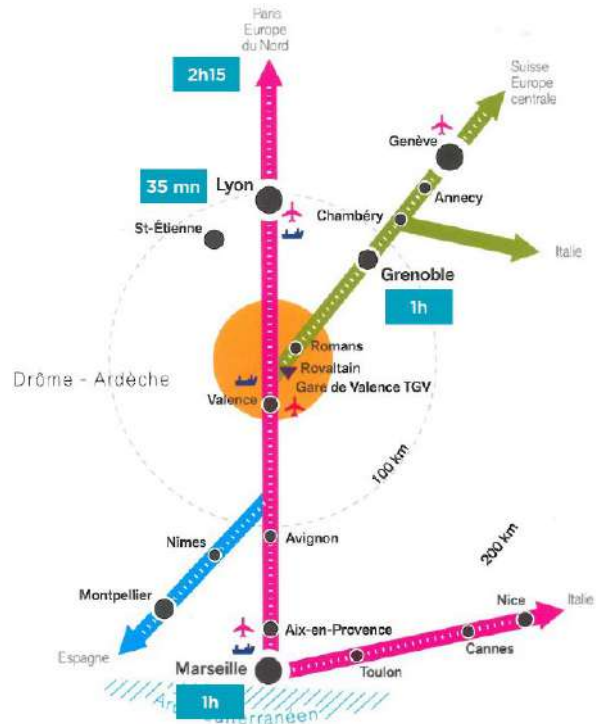 Paris
Europe
du Nord
2h15
Suisse
Europe
centrale
Genève
35 mn
Lyon
Annecy
Chambéry
St-Étienne
Italie
Grenoble
1h
Romans
Rovaltain
Gare de Valence TGV
Drôme - Ardèche
Valence
100 km
Nîmes
Avignon
200 km
Montpellier
Nice
Italie
Aix-en-Provence
Cannes
Espagne
Marseille
Toulon
1h